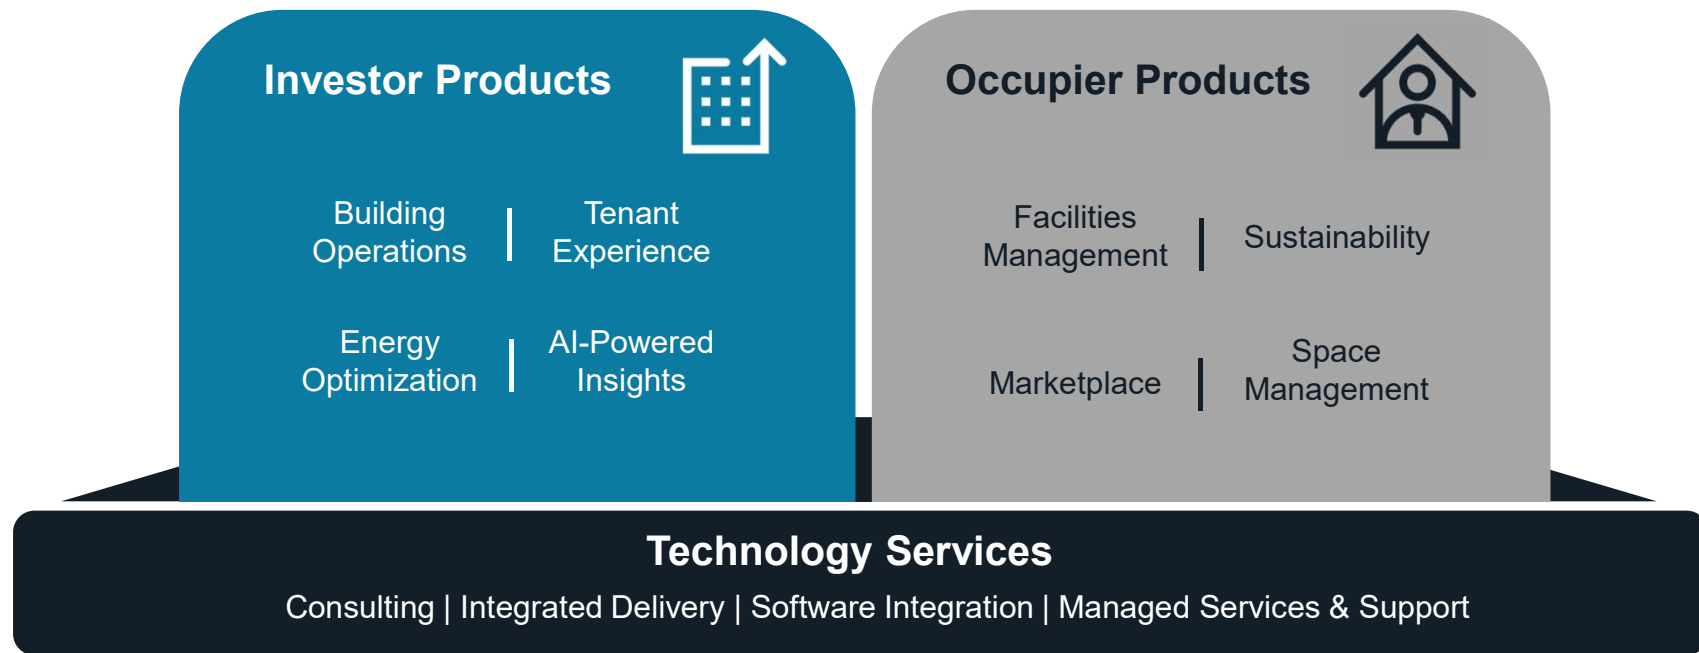 Investor Products
Building
Operations
Tenant
Experience
Energy
Optimization
AI-Powered
Insights
Occupier Products
Facilities
Management
Sustainability
Marketplace
Space
Management
Technology Services
Consulting | Integrated Delivery | Software Integration | Managed Services & Support